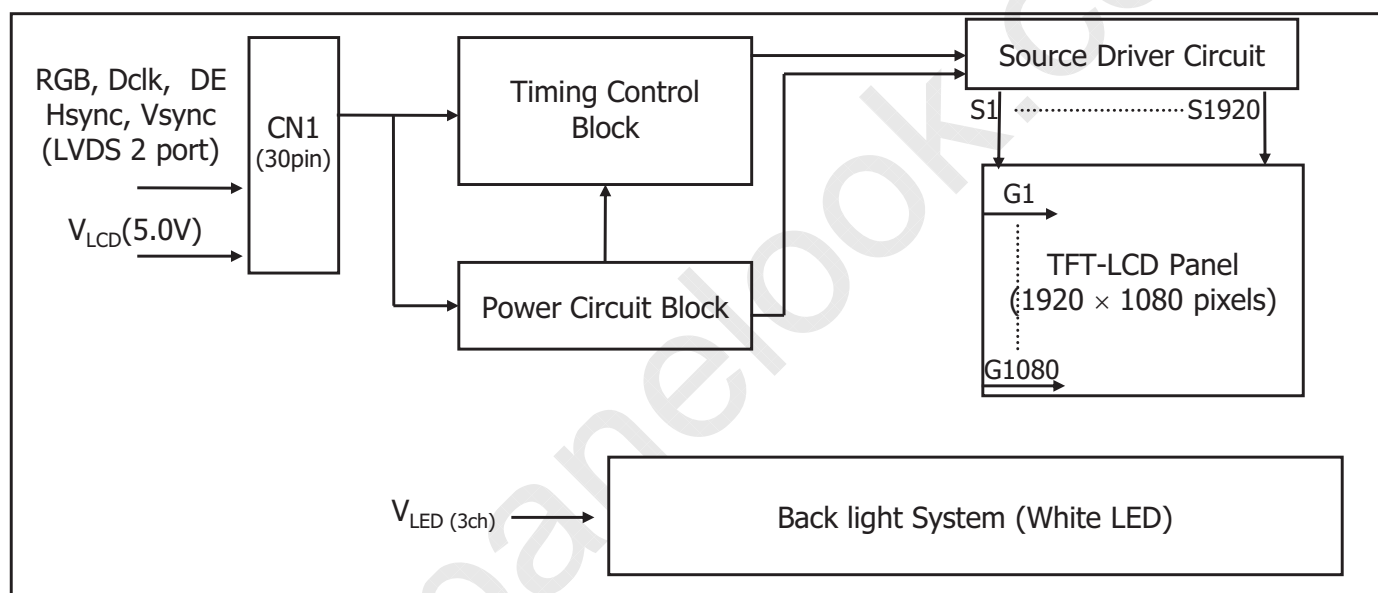 RGB, Dclk, DE
Hsync, Vsync
(LVDS 2 port)
V_LCD(5.0V)
CN1
(30pin)
Timing Control
Block
Power Circuit Block
Source Driver Circuit
S1 ........................ S1920
G1
TFT-LCD Panel
(1920 × 1080 pixels)
G1080
V_LED (3ch)
Back light System (White LED)
panelook.co